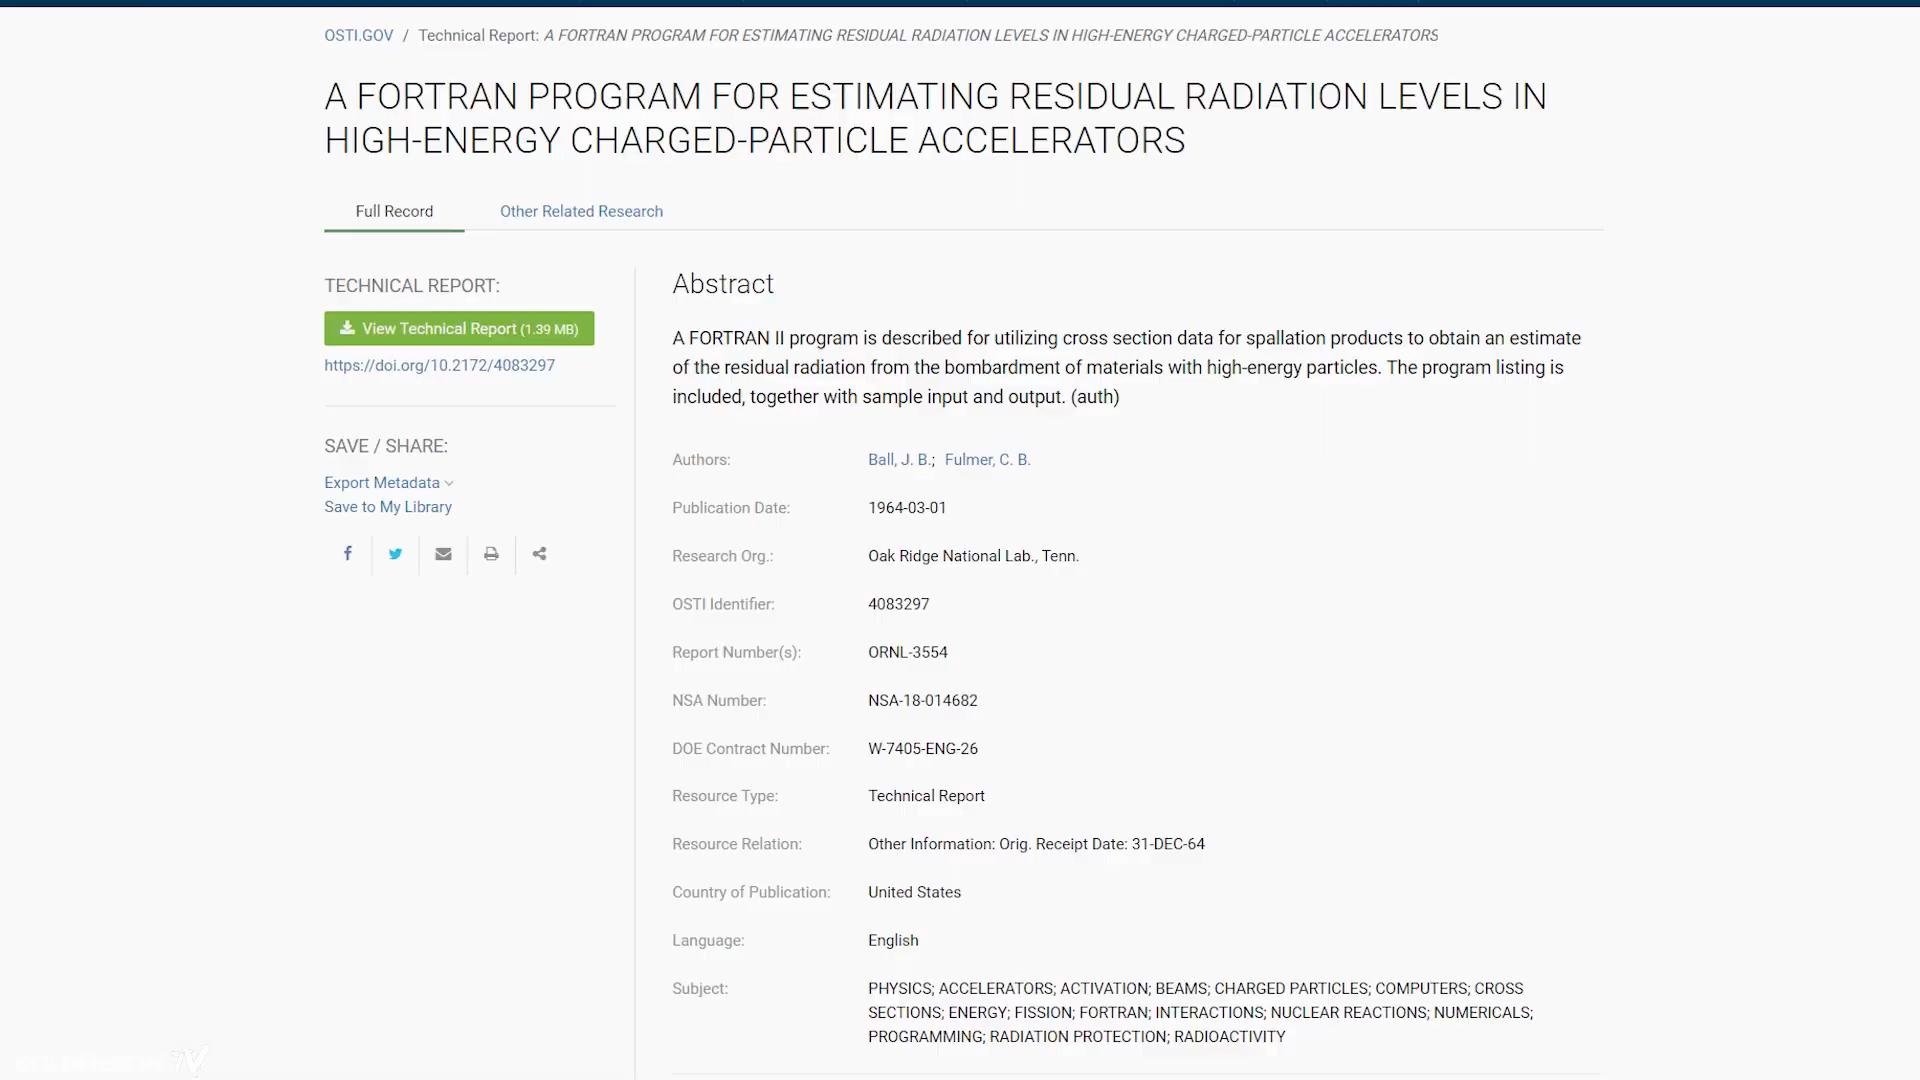 OSTI.GOV / Technical Report: A FORTRAN PROGRAM FOR ESTIMATING RESIDUAL RADIATION LEVELS IN HIGH-ENERGY CHARGED-PARTICLE ACCELERATORS
A FORTRAN PROGRAM FOR ESTIMATING RESIDUAL RADIATION LEVELS IN
HIGH-ENERGY CHARGED-PARTICLE ACCELERATORS
Full Record
Other Related Research
TECHNICAL REPORT:
View Technical Report (1.39 MB)
https://doi.org/10.2172/4083297
SAVE / SHARE:
Export Metadata
Save to My Library
Abstract
A FORTRAN II program is described for utilizing cross section data for spallation products to obtain an estimate
of the residual radiation from the bombardment of materials with high-energy particles. The program listing is
included, together with sample input and output. (auth)
Authors: Ball, J. B.; Fulmer, C. B.
Publication Date: 1964-03-01
Research Org.: Oak Ridge National Lab., Tenn.
OSTI Identifier: 4083297
Report Number(s): ORNL-3554
NSA Number: NSA-18-014682
DOE Contract Number: W-7405-ENG-26
Resource Type: Technical Report
Resource Relation: Other Information: Orig. Receipt Date: 31-DEC-64
Country of Publication: United States
Language: English
Subject: PHYSICS; ACCELERATORS; ACTIVATION; BEAMS; CHARGED PARTICLES; COMPUTERS; CROSS
SECTIONS; ENERGY; FISSION; FORTRAN; INTERACTIONS; NUCLEAR REACTIONS; NUMERICALS;
PROGRAMMING; RADIATION PROTECTION; RADIOACTIVITY
TV